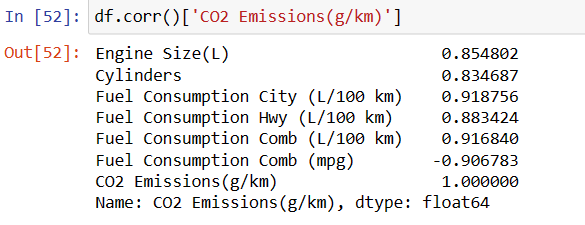 In [52]: df.corr()['CO2 Emissions(g/km)']
Out[52]: Engine Size(L) 0.854802
Cylinders 0.834687
Fuel Consumption City (L/100 km) 0.918756
Fuel Consumption Hwy (L/100 km) 0.883424
Fuel Consumption Comb (L/100 km) 0.916840
Fuel Consumption Comb (mpg) -0.906783
CO2 Emissions(g/km) 1.000000
Name: CO2 Emissions(g/km), dtype: float64